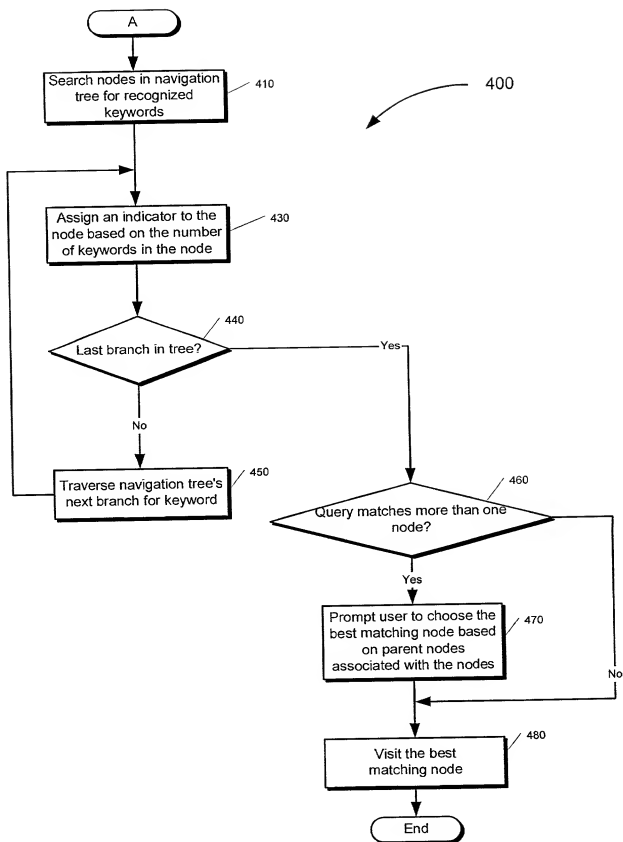 A
Search nodes in navigation
tree for recognized
keywords
410
400
Assign an indicator to the
node based on the number
of keywords in the node
430
440
Last branch in tree?
Yes
No
Traverse navigation tree's
next branch for keyword
450
460
Query matches more than one
node?
Yes
Prompt user to choose the
best matching node based
on parent nodes
associated with the nodes
470
No
480
Visit the best
matching node
End